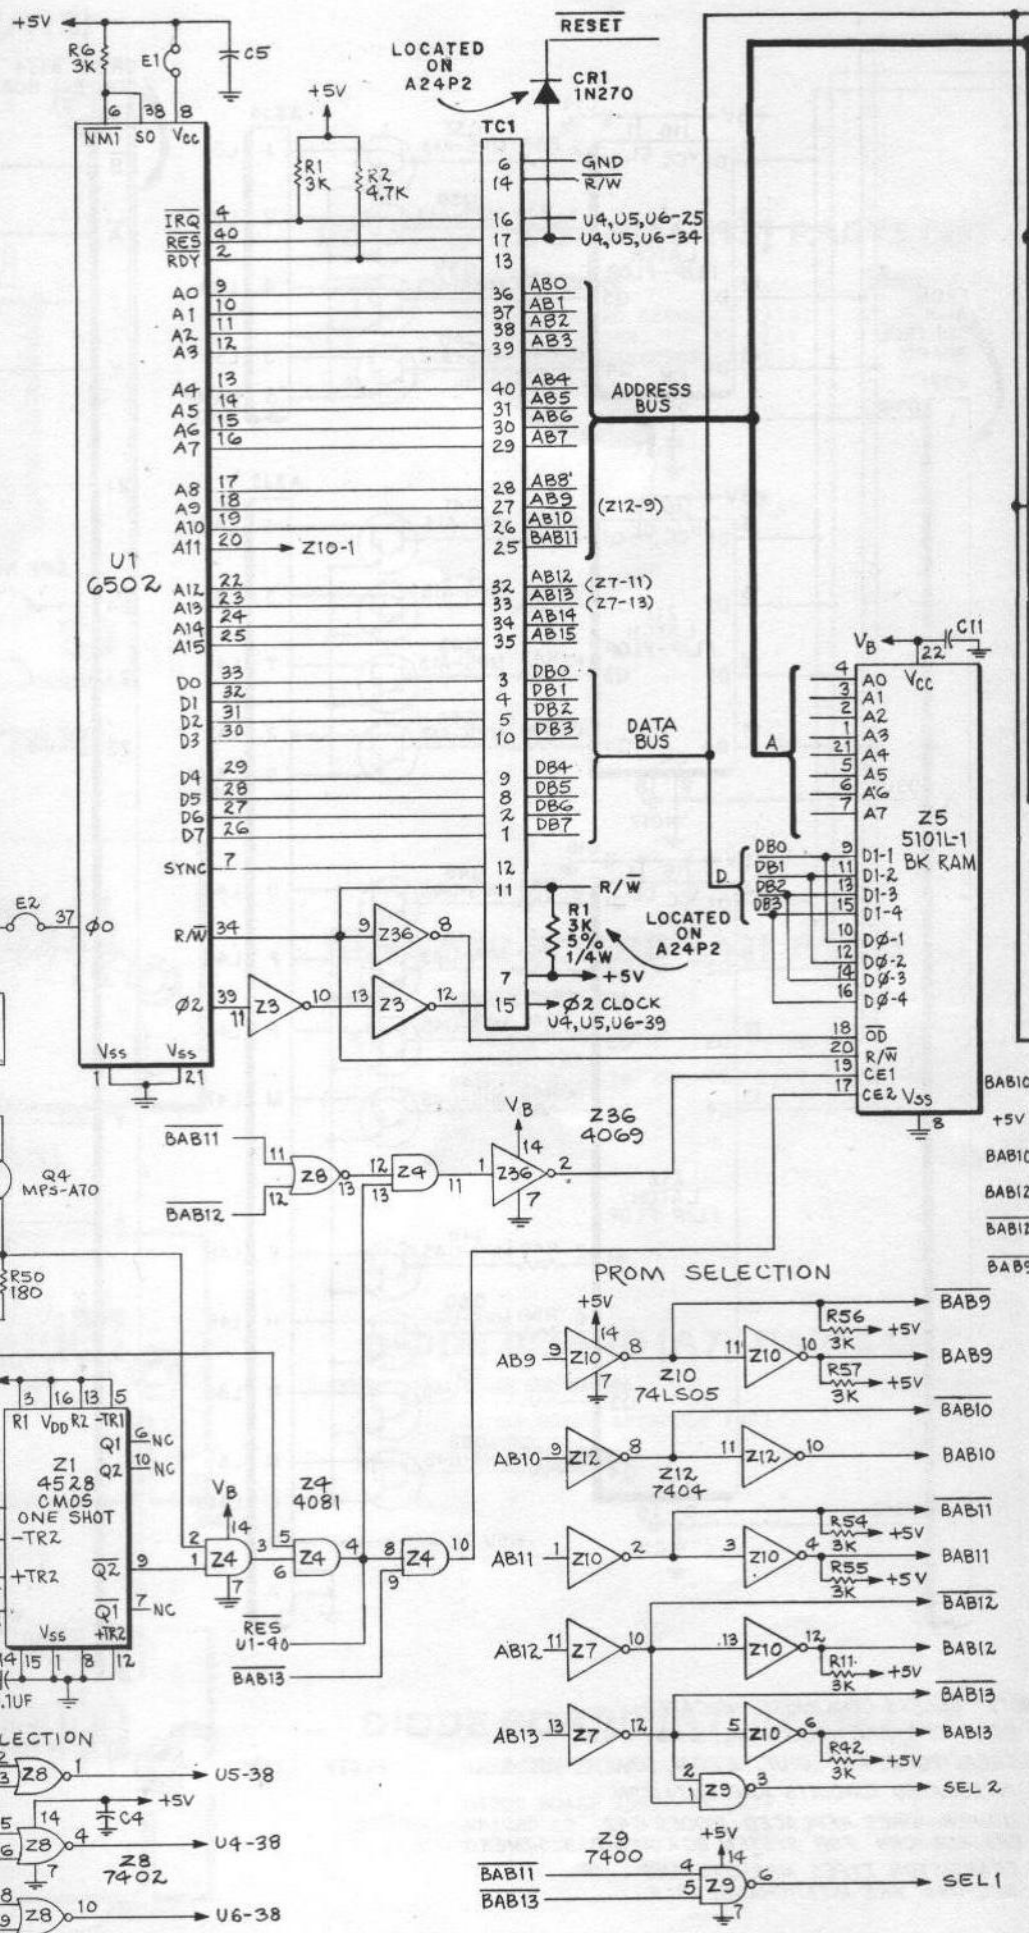 +5V
R6
3K
E1
C5
6
38
8
NMI
SO
VCC
LOCATED
ON
A24P2
RESET
CR1
1N270
+5V
R1
3K
R2
4.7K
TC1
6
GND
14
R/W
IRQ 4
16
U4,U5,U6-25
RES 40
17
U4,U5,U6-34
RDY 2
13
A0 9
36 AB0
A1 10
37 AB1
A2 11
38 AB2
A3 12
39 AB3
A4 13
40 AB4
A5 14
31 AB5
A6 15
30 AB6
A7 16
29 AB7
ADDRESS
BUS
A8 17
28 AB8
A9 18
27 AB9
(Z12-9)
A10 19
26 AB10
A11 20
Z10-1
25 BAB11
U1
6502
A12 22
32 AB12 (Z7-11)
A13 23
33 AB13 (Z7-13)
A14 24
34 AB14
A15 25
35 AB15
D0 33
3 DB0
D1 32
4 DB1
D2 31
5 DB2
D3 30
10 DB3
DATA
BUS
D4 29
9 DB4
D5 28
8 DB5
D6 27
2 DB6
D7 26
1 DB7
SYNC 7
12
11
R/W
R1
3K
5%
1/4W
LOCATED
ON
A24P2
7
+5V
15
Ø2 CLOCK
U4,U5,U6-39
E2
37
Ø0
R/W 34
9 Z36 8
Ø2 39
11 Z3 10
13 Z3 12
VSS
VSS
1
21
VB
C11
22
VCC
A
4 A0
3 A1
2 A2
1 A3
21 A4
5 A5
6 A6
7 A7
Z5
5101L-1
BK RAM
D
DB0 9 D1-1
DB1 11 D1-2
DB2 13 D1-3
DB3 15 D1-4
10 DØ-1
12 DØ-2
14 DØ-3
16 DØ-4
18 OD
20 R/W
19 CE1
17 CE2 VSS
8
BAB10
+5V
BAB10
BAB12
BAB12
BAB9
BAB11
11
BAB12
12
Z8
13
12
13
Z4
11
VB
14
1 Z36 2
7
Z36
4069
Q4
MPS-A70
R50
180
3 16 13 5
R1 VDD R2 -TR1
Q1 6 NC
Q2 10 NC
Z1
4528
CMOS
ONE SHOT
-TR2
+TR2
Q2 9
Q1 7 NC
VSS
+TR2
14 15 1 8 12
.1UF
VB
14
2
1
Z4
3
7
Z4
4081
5
6
Z4
4
8
9
Z4
10
RES
U1-40
BAB13
PROM SELECTION
+5V
14
AB9 9 Z10 8
7
Z10
74LS05
11 Z10 10
BAB9
R56
3K
+5V
BAB9
R57
3K
+5V
AB10 9 Z12 8
Z12
7404
11 Z12 10
BAB10
BAB10
AB11 1 Z10 2
3 Z10 4
BAB11
R54
3K
+5V
BAB11
R55
3K
+5V
AB12 11 Z7 10
13 Z10 12
BAB12
BAB12
R11
3K
+5V
AB13 13 Z7 12
5 Z10 6
BAB13
BAB13
R42
3K
+5V
2
1
Z9
3
SEL 2
Z9
7400
+5V
14
BAB11 4
BAB13 5
Z9
6
SEL1
7
LECTION
2
3
Z8 1
U5-38
5
6
14
C4
+5V
Z8 4
U4-38
7
Z8
7402
8
9
Z8 10
U6-38